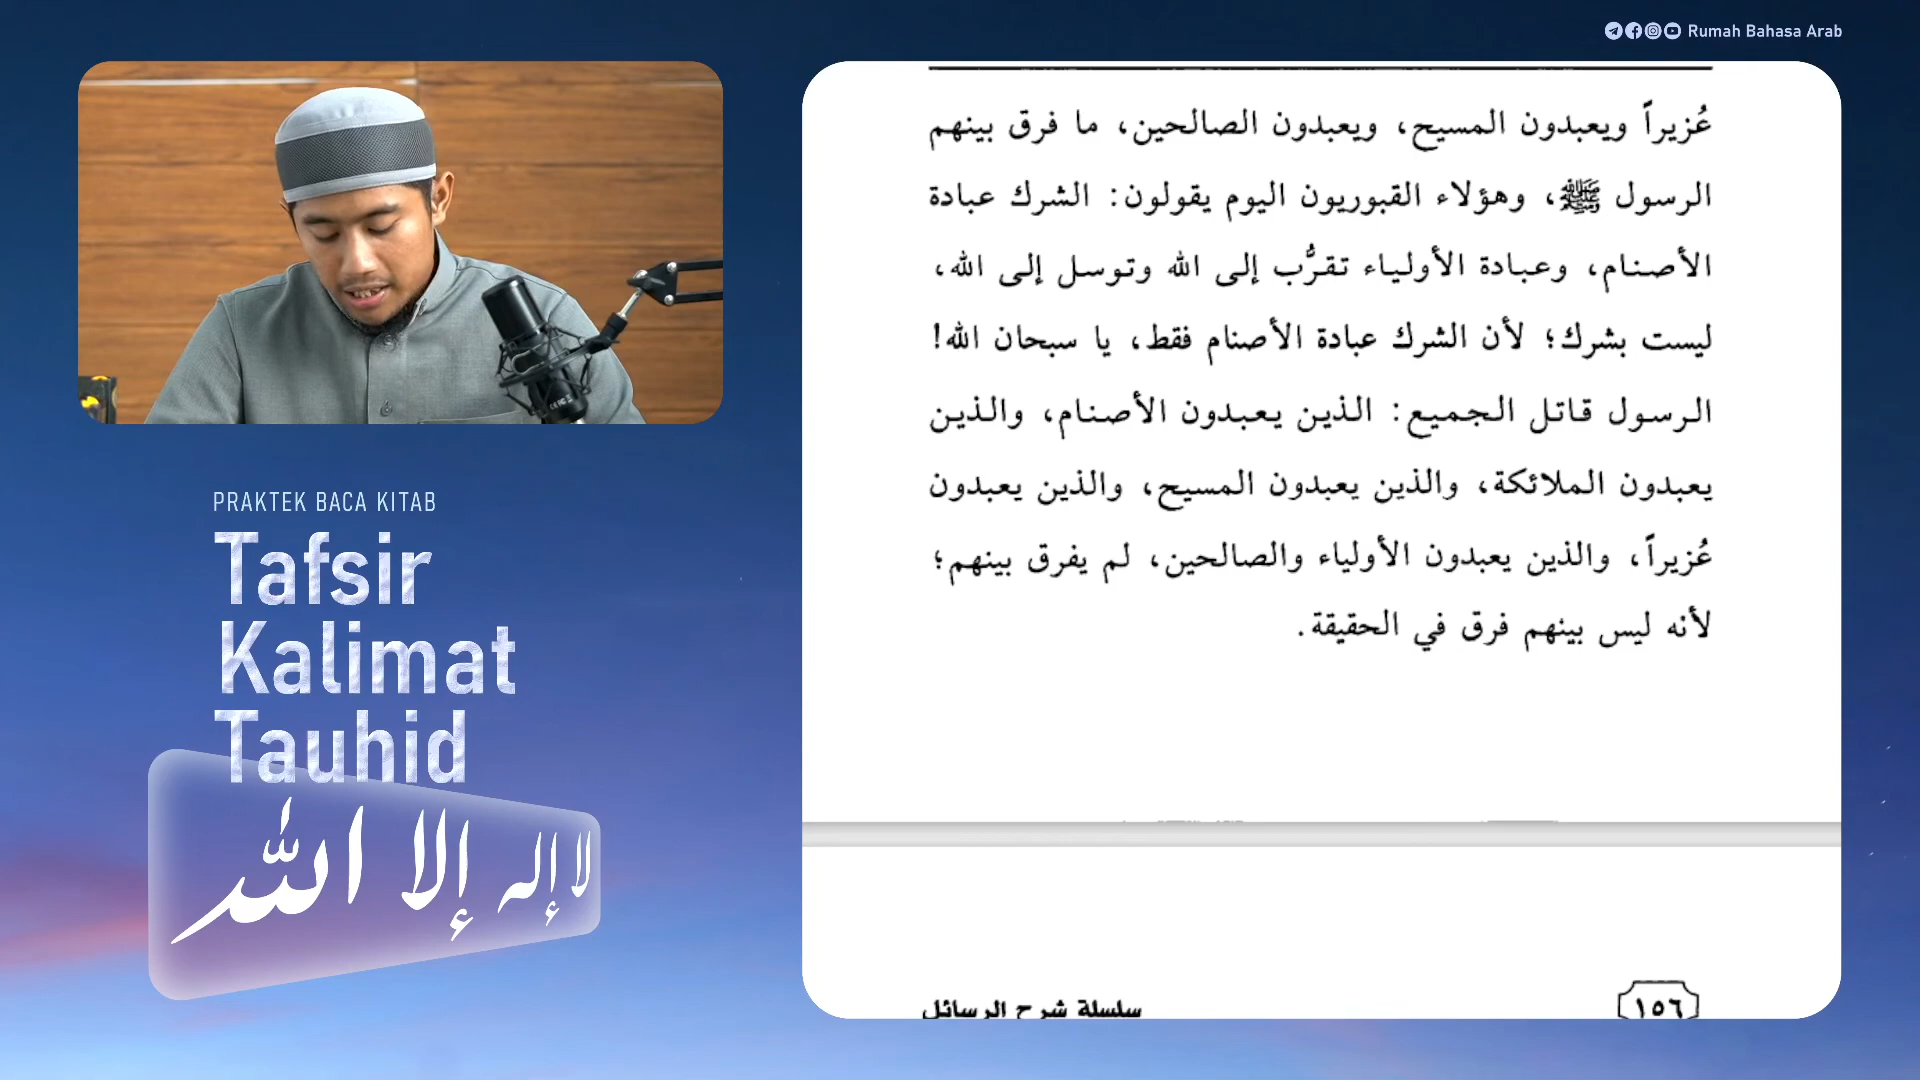 Rumah Bahasa Arab
عُزيراً ويعبدون المسيح، ويعبدون الصالحين، ما فرق بينهم
الرسول ﷺ، وهؤلاء القبوريون اليوم يقولون: الشرك عبادة
الأصنام، وعبادة الأولياء تقرُّب إلى الله وتوسل إلى الله،
ليست بشرك؛ لأن الشرك عبادة الأصنام فقط، يا سبحان الله!
الرسول قاتل الجميع: الذين يعبدون الأصنام، والذين
يعبدون الملائكة، والذين يعبدون المسيح، والذين يعبدون
عُزيراً، والذين يعبدون الأولياء والصالحين، لم يفرق بينهم؛
لأنه ليس بينهم فرق في الحقيقة.
١٥٦
سلسلة شرح الرسائل
PRAKTEK BACA KITAB
Tafsir
Kalimat
Tauhid
لا إله إلا الله